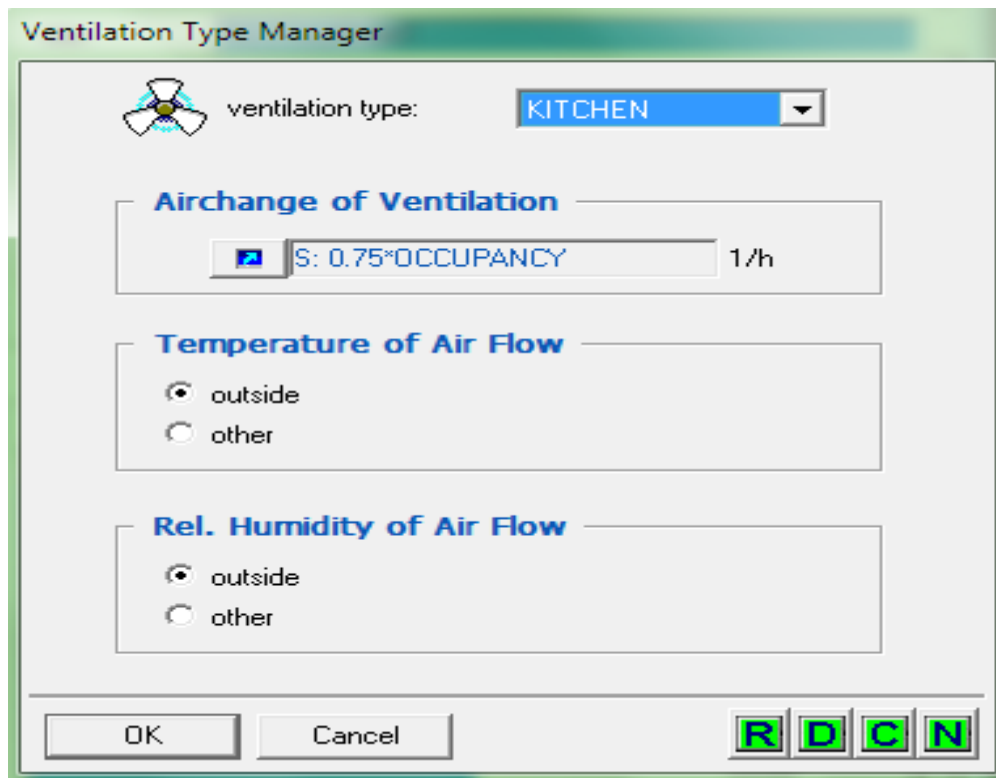 Ventilation Type Manager
ventilation type: KITCHEN
Airchange of Ventilation
S: 0.75*OCCUPANCY 1/h
Temperature of Air Flow
outside
other
Rel. Humidity of Air Flow
outside
other
OK Cancel R D C N